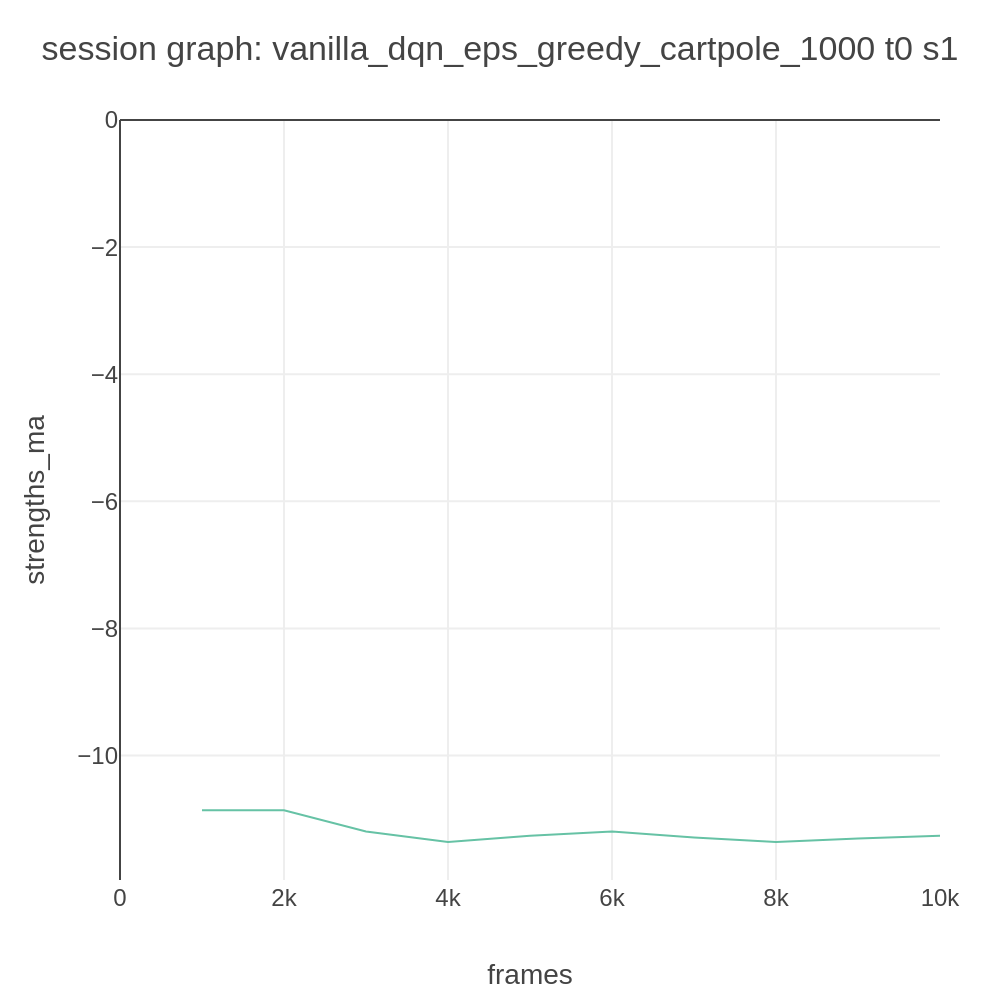 session graph: vanilla_dqn_eps_greedy_cartpole_1000 t0 s1
0
−2
−4
−6
−8
−10
strengths_ma
0 2k 4k 6k 8k 10k
frames